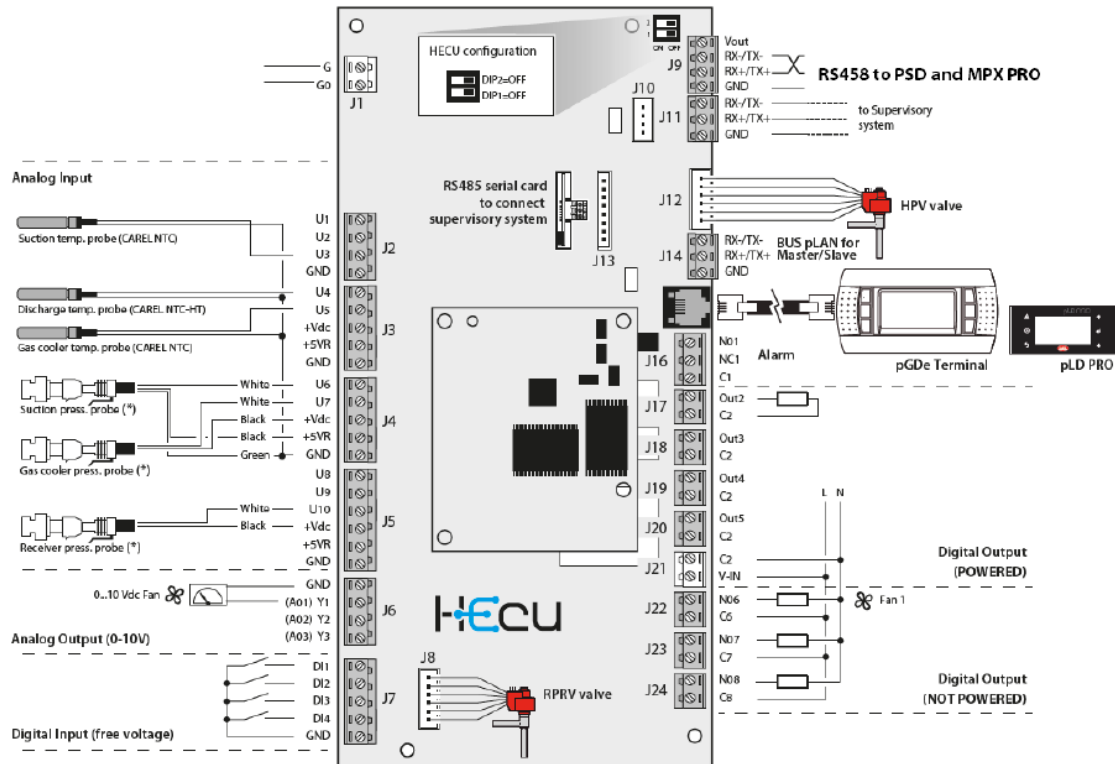 HECU configuration
DIP2=OFF
DIP1=OFF
ON OFF
G
G0
J1
Analog Input
Suction temp. probe (CAREL NTC)
U1
U2
U3
GND
J2
Discharge temp. probe (CAREL NTC-HT)
Gas cooler temp. probe (CAREL NTC)
U4
U5
+Vdc
+5VR
GND
J3
Suction press. probe (*)
Gas cooler press. probe (*)
White
White
Black
Black
Green
U6
U7
+Vdc
+5VR
GND
J4
Receiver press. probe (*)
White
Black
U8
U9
U10
+Vdc
+5VR
GND
J5
0...10 Vdc Fan
GND
(A01) Y1
(A02) Y2
(A03) Y3
J6
Analog Output (0-10V)
DI1
DI2
DI3
DI4
GND
J7
Digital Input (free voltage)
HECU
J8
RPRV valve
J9
Vout
RX-/TX-
RX+/TX+
GND
RS458 to PSD and MPX PRO
J10
J11
RX-/TX-
RX+/TX+
GND
to Supervisory
system
RS485 serial card
to connect
supervisory system
J13
J12
HPV valve
J14
RX-/TX-
RX+/TX+
GND
BUS pLAN for
Master/Slave
pGDe Terminal
pLD PRO
J16
N01
NC1
C1
Alarm
J17
Out2
C2
J18
Out3
C2
J19
Out4
C2
J20
Out5
C2
J21
C2
V-IN
L N
Digital Output
(POWERED)
J22
N06
C6
Fan 1
J23
N07
C7
J24
N08
C8
Digital Output
(NOT POWERED)